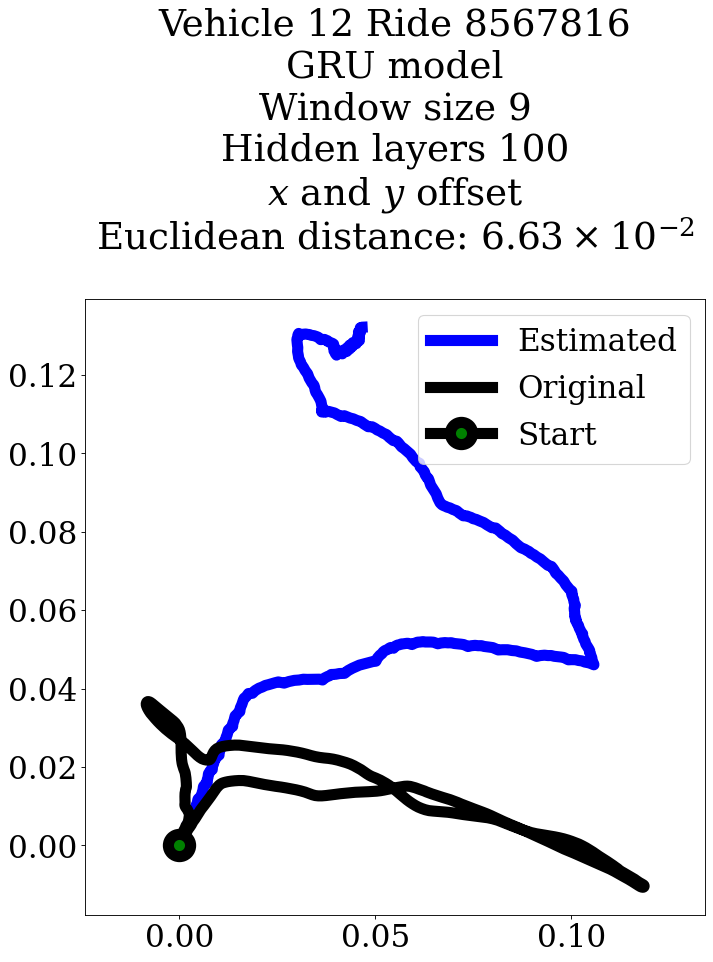 Vehicle 12 Ride 8567816
GRU model
Window size 9
Hidden layers 100
x and y offset
Euclidean distance: 6.63 × 10⁻²
Estimated
Original
Start
0.12
0.10
0.08
0.06
0.04
0.02
0.00
0.00 0.05 0.10